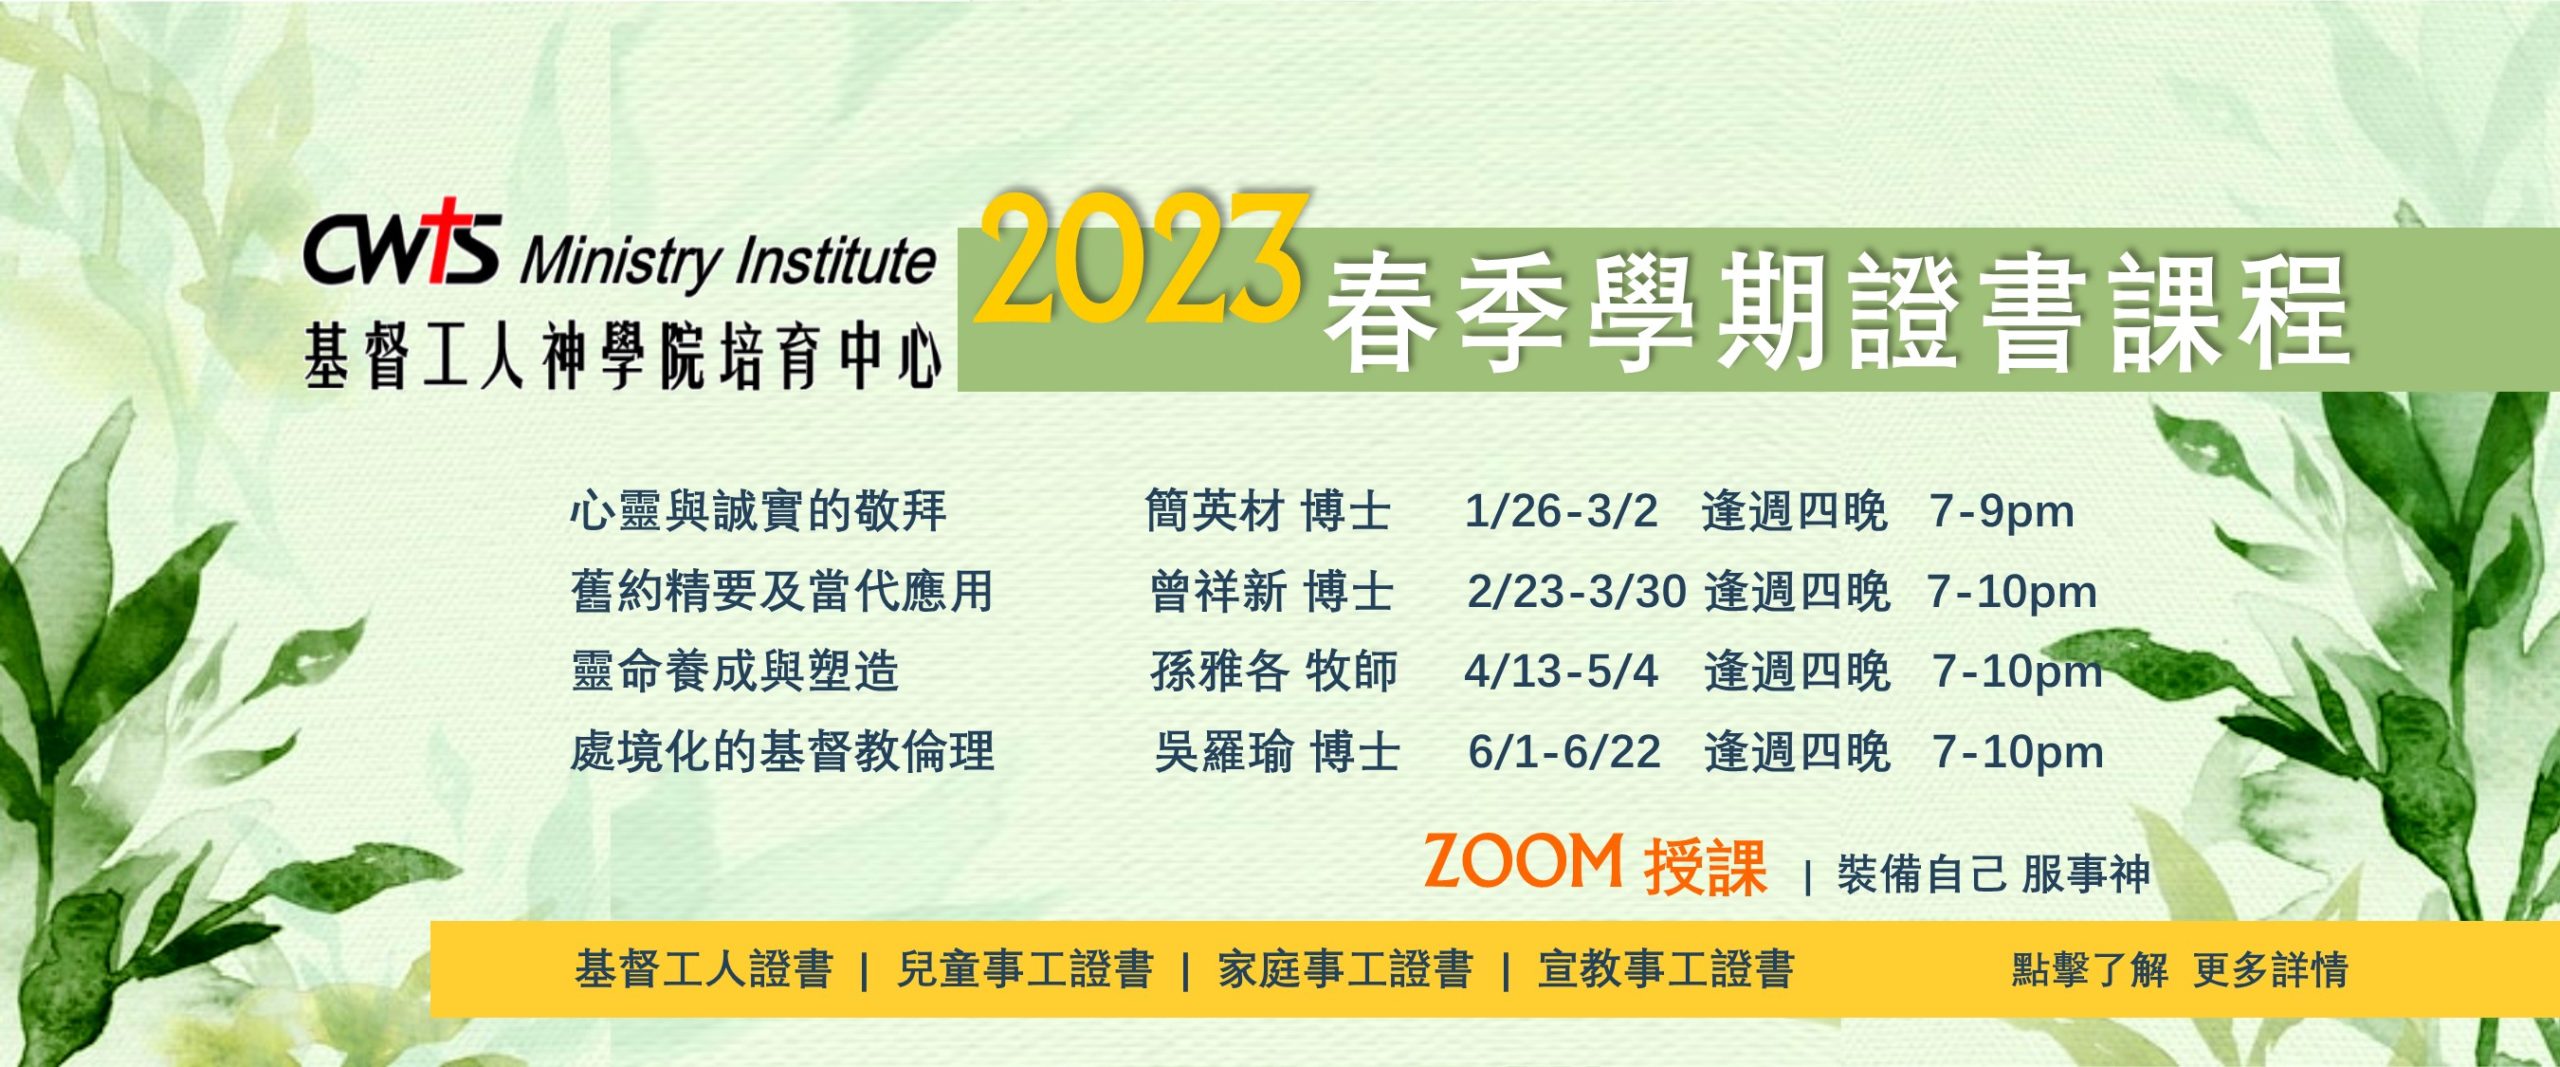 CWTS Ministry Institute
基督工人神學院培育中心
2023 春季學期證書課程
心靈與誠實的敬拜 簡英材 博士 1/26-3/2 逢週四晚 7-9pm
舊約精要及當代應用 曾祥新 博士 2/23-3/30 逢週四晚 7-10pm
靈命養成與塑造 孫雅各 牧師 4/13-5/4 逢週四晚 7-10pm
處境化的基督教倫理 吳羅瑜 博士 6/1-6/22 逢週四晚 7-10pm
ZOOM 授課 | 裝備自己 服事神
基督工人證書 | 兒童事工證書 | 家庭事工證書 | 宣教事工證書 點擊了解 更多詳情